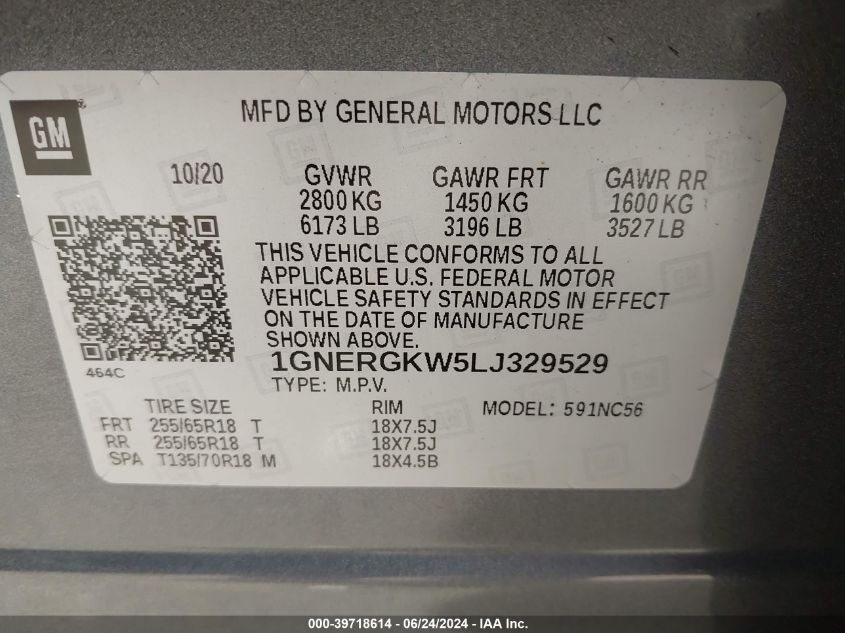 MFD BY GENERAL MOTORS LLC
GM®
10/20 GVWR GAWR FRT GAWR RR
2800 KG 1450 KG 1600 KG
6173 LB 3196 LB 3527 LB
THIS VEHICLE CONFORMS TO ALL
APPLICABLE U.S. FEDERAL MOTOR
VEHICLE SAFETY STANDARDS IN EFFECT
ON THE DATE OF MANUFACTURE
SHOWN ABOVE.
464C
1GNERGKW5LJ329529
TYPE: M.P.V.
TIRE SIZE RIM MODEL: 591NC56
FRT 255/65R18 T 18X7.5J
RR 255/65R18 T 18X7.5J
SPA T135/70R18 M 18X4.5B
000-39718614 / 06/24/2024 - IAA Inc.